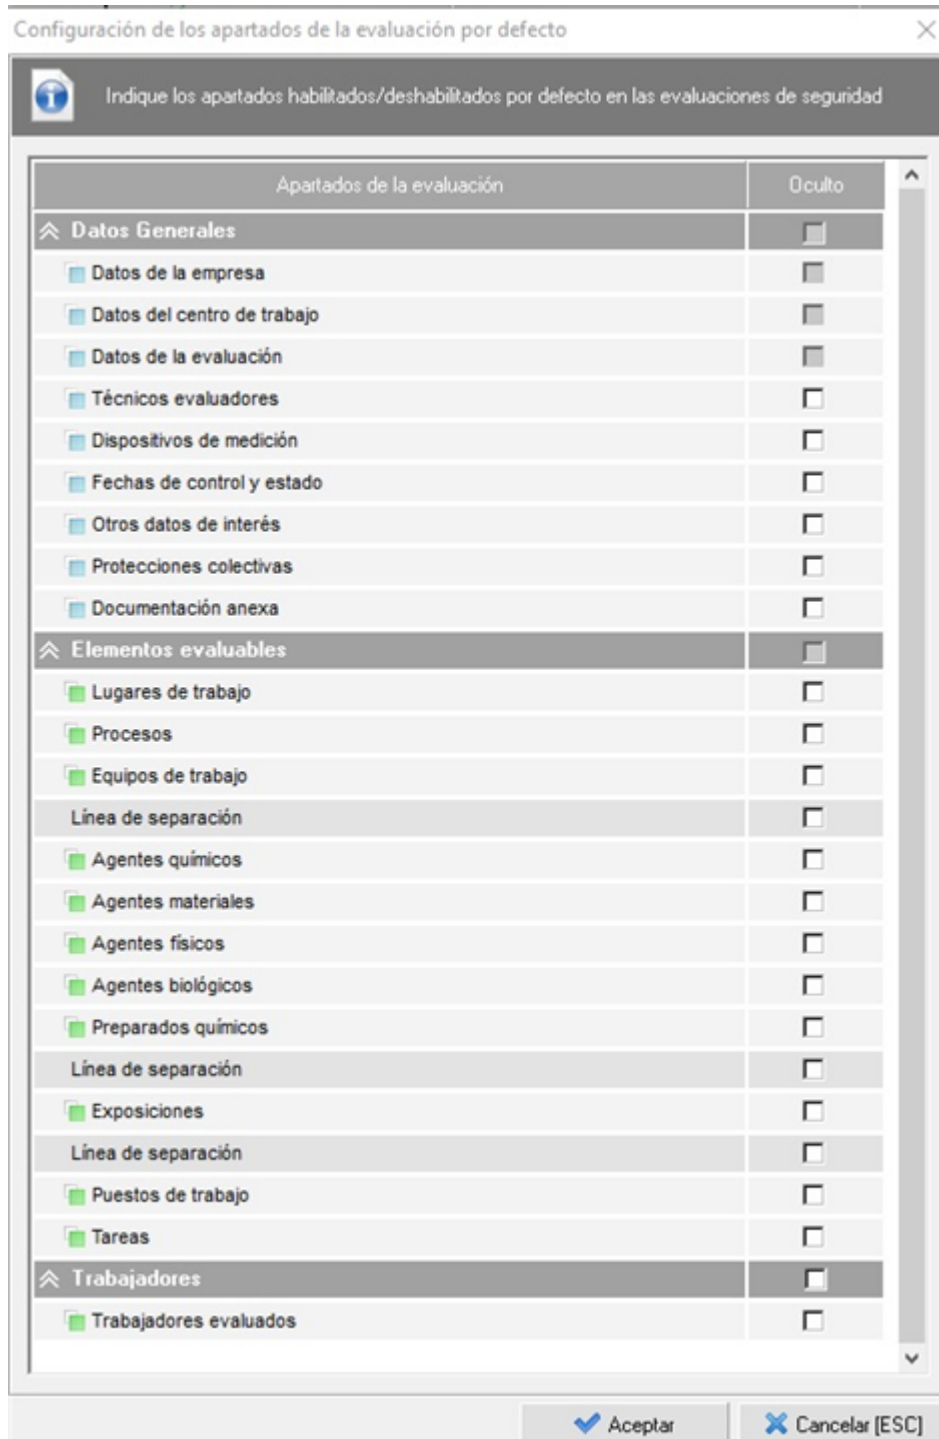 Configuración de los apartados de la evaluación por defecto
Indique los apartados habilitados/deshabilitados por defecto en las evaluaciones de seguridad
Apartados de la evaluación Oculto
Datos Generales
Datos de la empresa
Datos del centro de trabajo
Datos de la evaluación
Técnicos evaluadores
Dispositivos de medición
Fechas de control y estado
Otros datos de interés
Protecciones colectivas
Documentación anexa
Elementos evaluables
Lugares de trabajo
Procesos
Equipos de trabajo
Línea de separación
Agentes químicos
Agentes materiales
Agentes físicos
Agentes biológicos
Preparados químicos
Línea de separación
Exposiciones
Línea de separación
Puestos de trabajo
Tareas
Trabajadores
Trabajadores evaluados
Aceptar Cancelar [ESC]